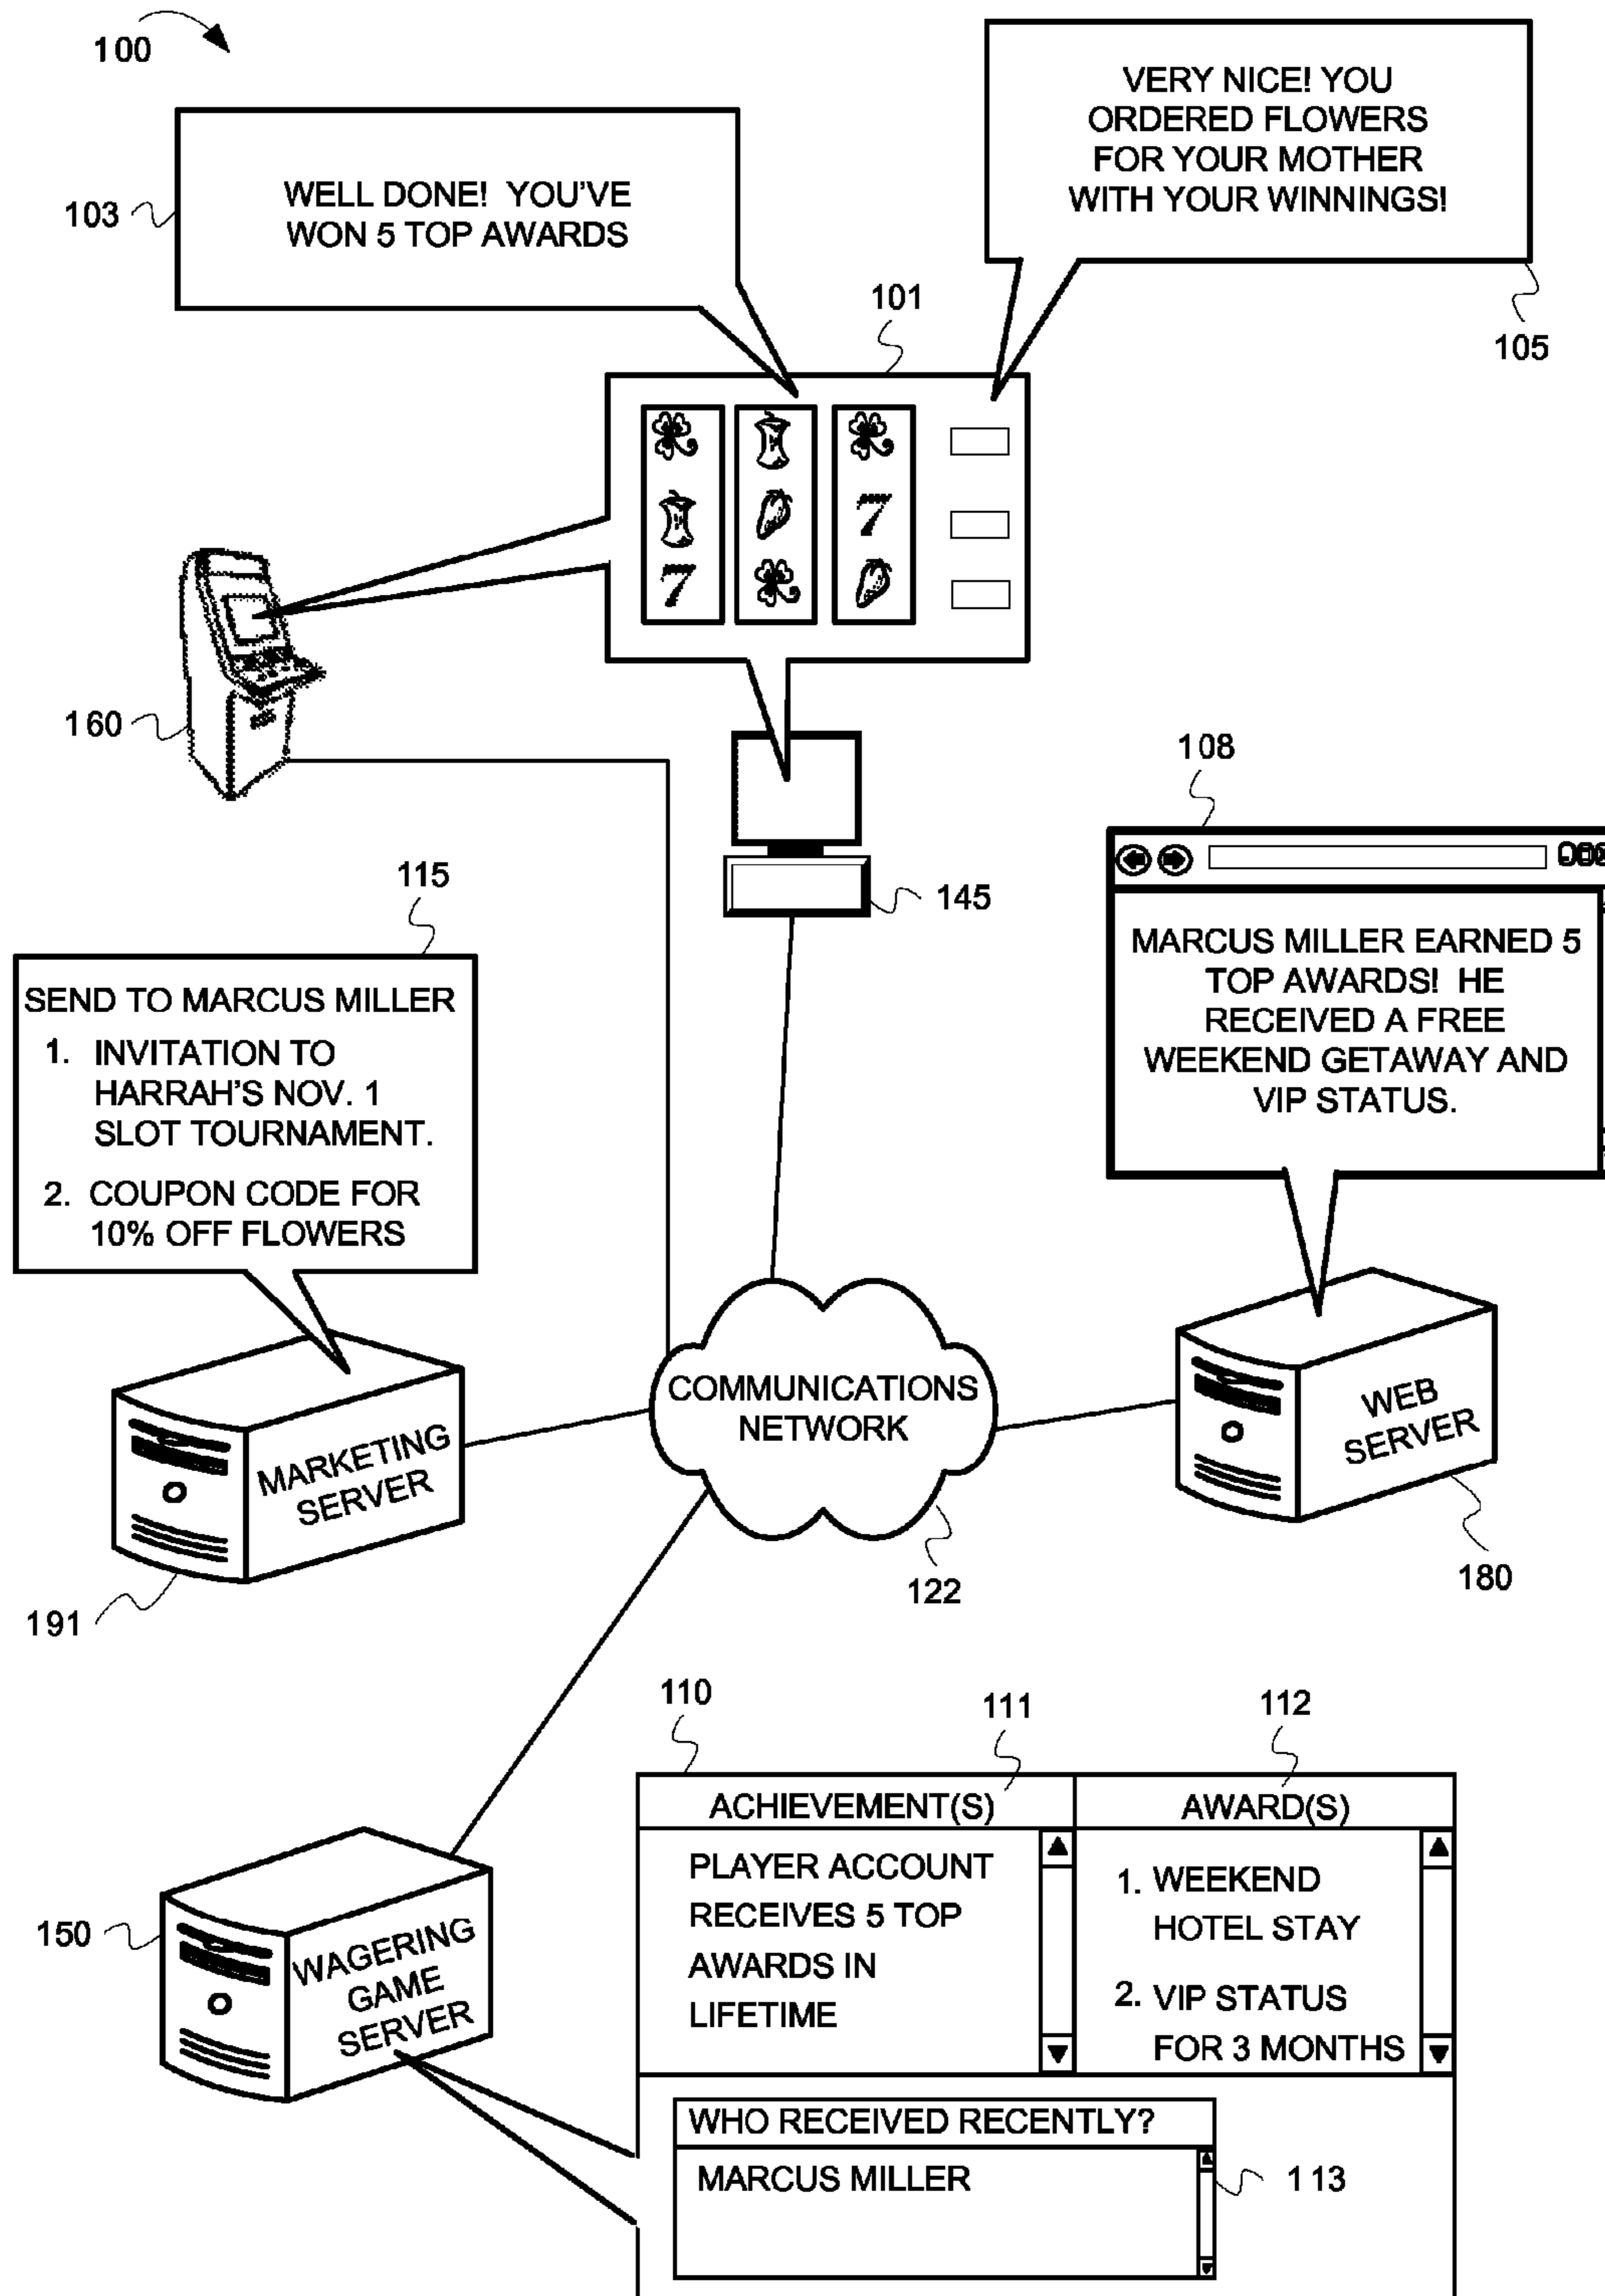 100
VERY NICE! YOU
ORDERED FLOWERS
FOR YOUR MOTHER
WITH YOUR WINNINGS!
105
103
WELL DONE! YOU'VE
WON 5 TOP AWARDS
101
7
7
160
145
108
MARCUS MILLER EARNED 5
TOP AWARDS! HE
RECEIVED A FREE
WEEKEND GETAWAY AND
VIP STATUS.
115
SEND TO MARCUS MILLER
1. INVITATION TO
HARRAH'S NOV. 1
SLOT TOURNAMENT.
2. COUPON CODE FOR
10% OFF FLOWERS
MARKETING
SERVER
191
COMMUNICATIONS
NETWORK
122
WEB
SERVER
180
150
WAGERING
GAME
SERVER
110
111
112
ACHIEVEMENT(S)
PLAYER ACCOUNT
RECEIVES 5 TOP
AWARDS IN
LIFETIME
AWARD(S)
1. WEEKEND
HOTEL STAY
2. VIP STATUS
FOR 3 MONTHS
WHO RECEIVED RECENTLY?
MARCUS MILLER
113